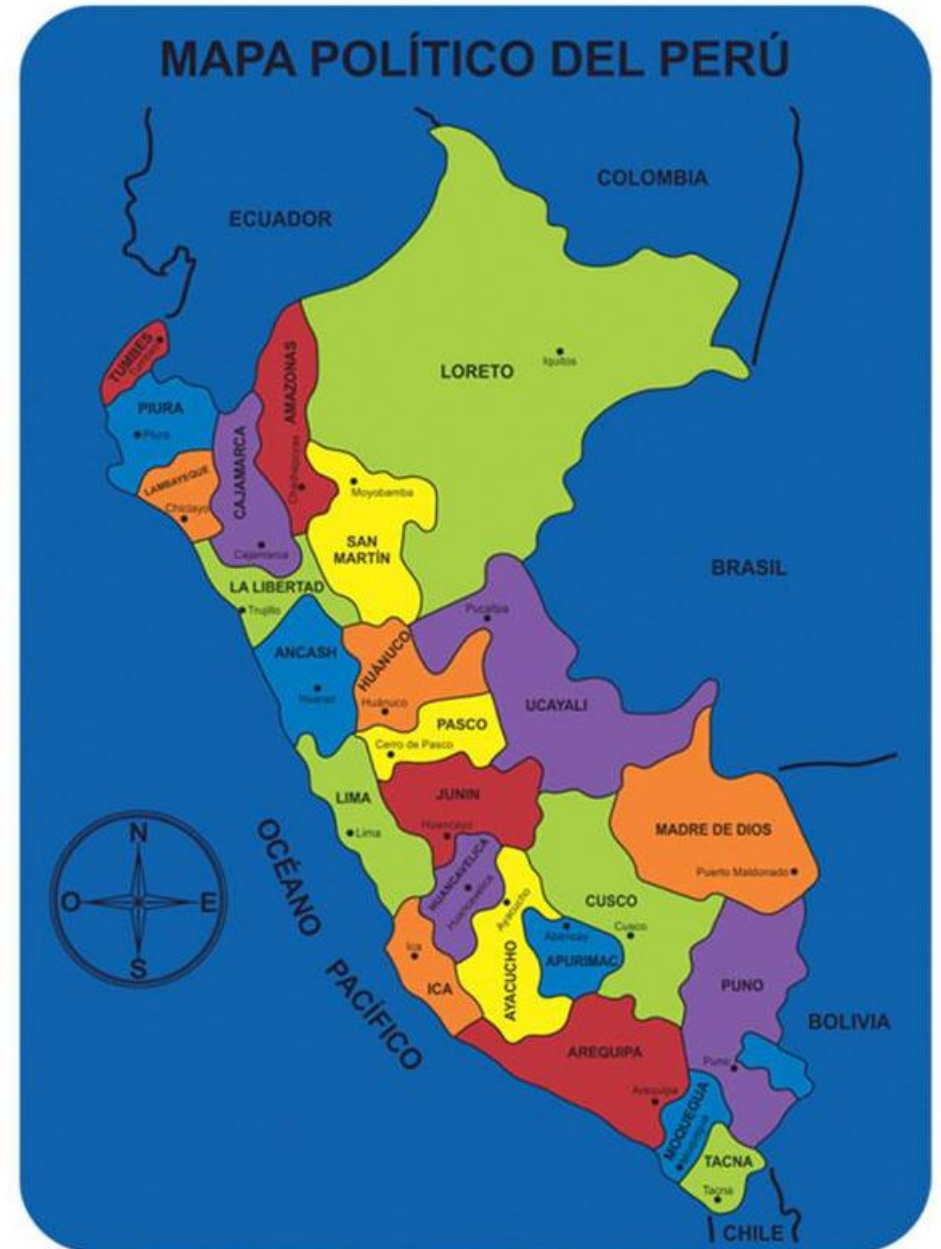 MAPA POLÍTICO DEL PERÚ
COLOMBIA
ECUADOR
TUMBES
Tumbes
PIURA
Piura
LAMBAYEQUE
Chiclayo
CAJAMARCA
Cajamarca
AMAZONAS
Chachapoyas
LORETO
Iquitos
Moyobamba
SAN
MARTÍN
BRASIL
LA LIBERTAD
Trujillo
ANCASH
Huaraz
HUÁNUCO
Huánuco
Pucallpa
UCAYALI
PASCO
Cerro de Pasco
LIMA
Lima
JUNIN
Huancayo
MADRE DE DIOS
Puerto Maldonado
HUANCAVELICA
Huancavelica
Ayacucho
AYACUCHO
CUSCO
Cusco
Abancay
APURIMAC
Ica
ICA
PUNO
Puno
BOLIVIA
AREQUIPA
Arequipa
MOQUEGUA
Moquegua
TACNA
Tacna
CHILE
OCÉANO
PACÍFICO
N
O
E
S